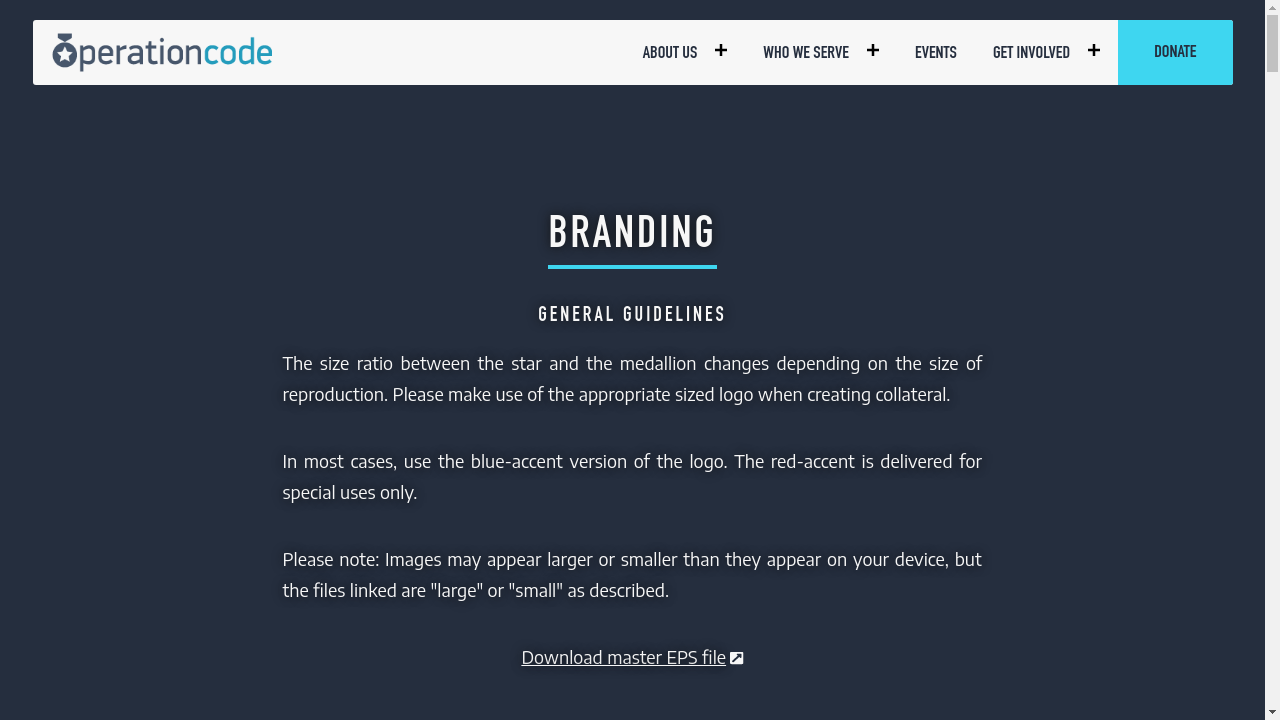 operationcode
ABOUT US
WHO WE SERVE
EVENTS
GET INVOLVED
DONATE
BRANDING
GENERAL GUIDELINES
The size ratio between the star and the medallion changes depending on the size of
reproduction. Please make use of the appropriate sized logo when creating collateral.
In most cases, use the blue-accent version of the logo. The red-accent is delivered for
special uses only.
Please note: Images may appear larger or smaller than they appear on your device, but
the files linked are "large" or "small" as described.
Download master EPS file